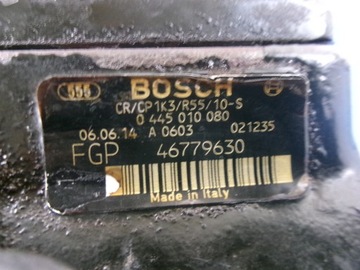 555 BOSCH
CR/CP1K3/R55/10-S
0 445 010 080
06.06.14 A 0603 021235
FGP 46779630
Made in Italy